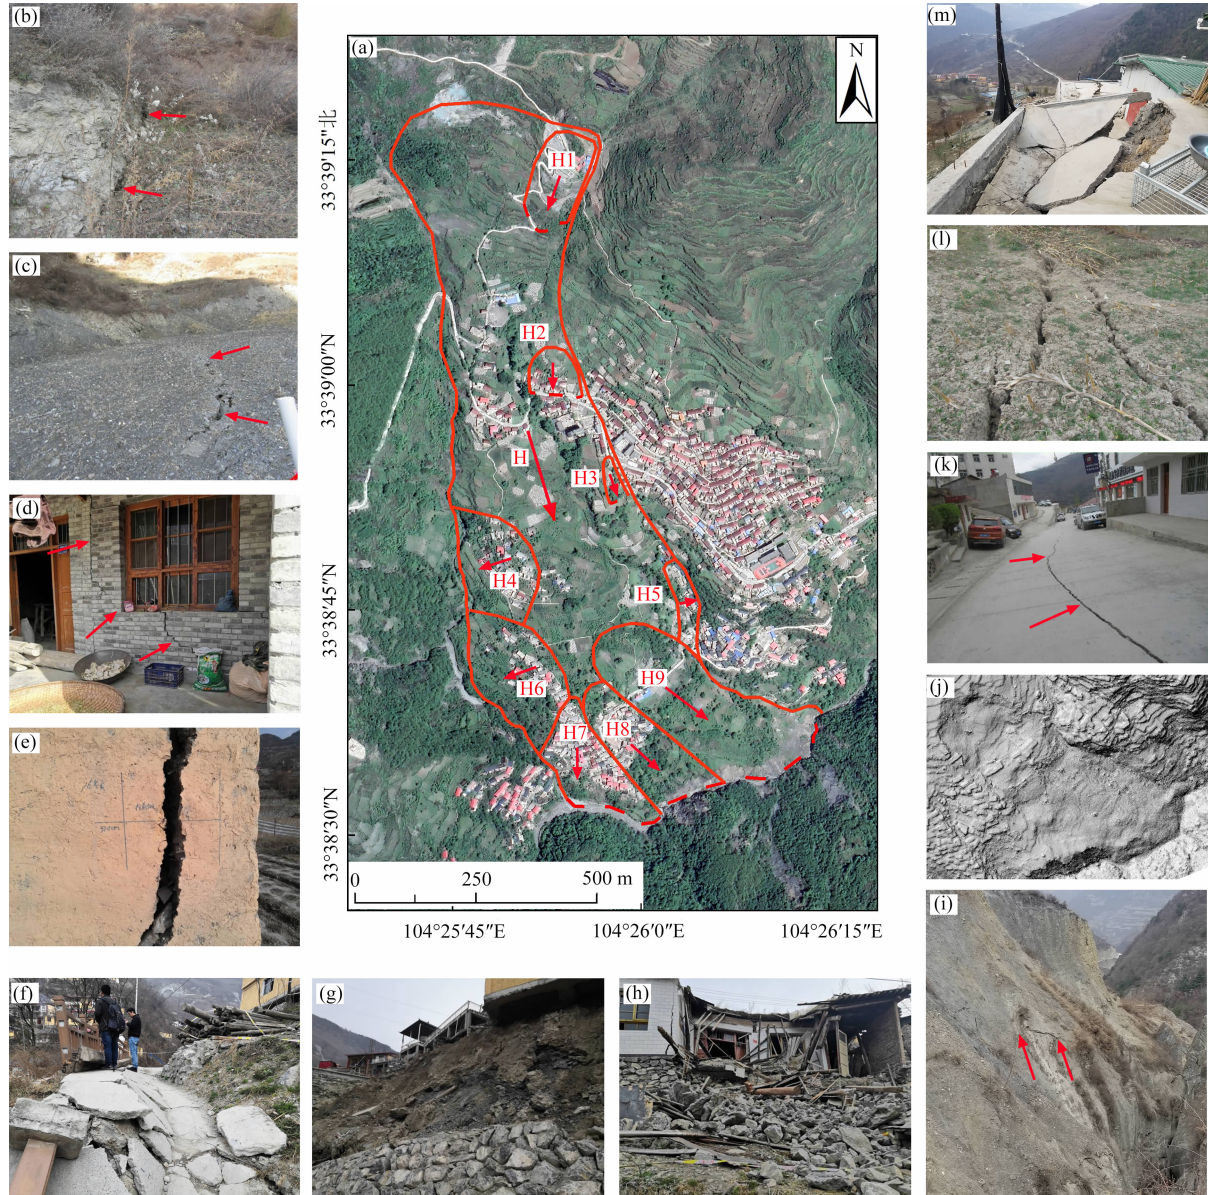 (b)
(c)
(d)
(e)
(f)
(g)
(h)
(a)
N
H1
H2
H
H3
H4
H5
H6
H9
H7
H8
0
250
500 m
33°39′15″北
33°39′00″N
33°38′45″N
33°38′30″N
104°25′45″E
104°26′0″E
104°26′15″E
(m)
(l)
(k)
(j)
(i)